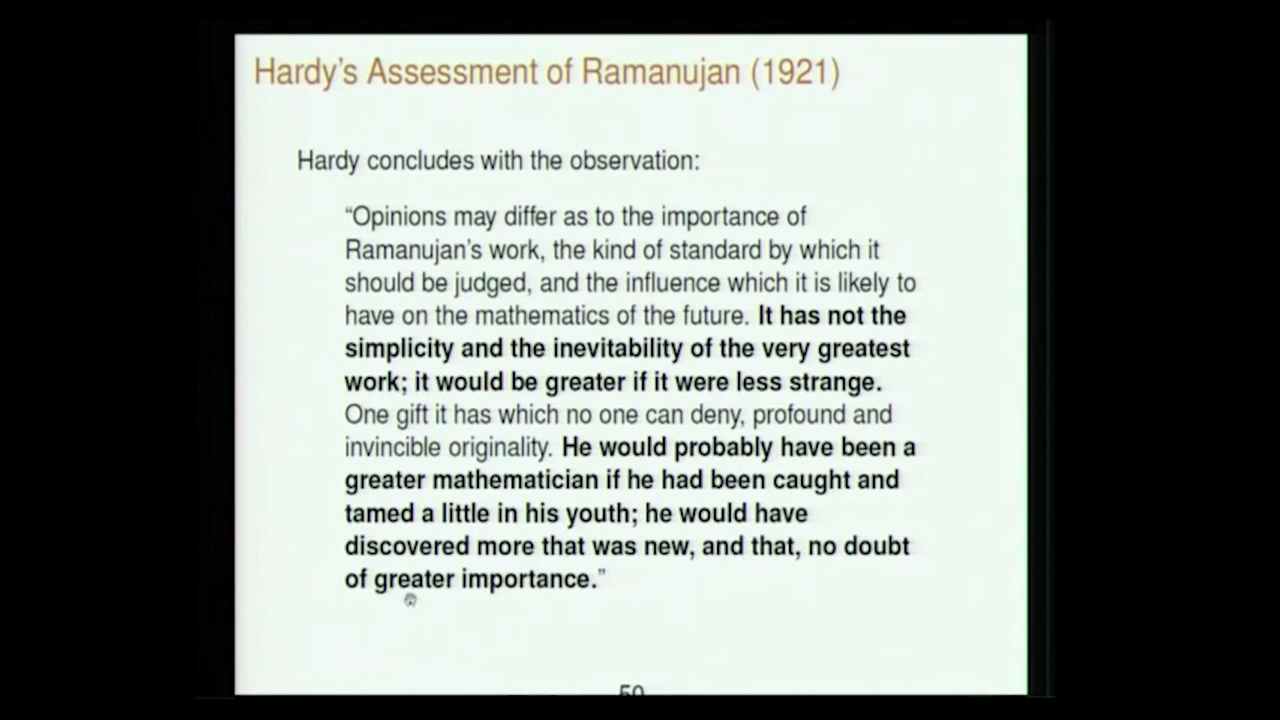 Hardy's Assessment of Ramanujan (1921)
Hardy concludes with the observation:
“Opinions may differ as to the importance of
Ramanujan's work, the kind of standard by which it
should be judged, and the influence which it is likely to
have on the mathematics of the future. It has not the
simplicity and the inevitability of the very greatest
work; it would be greater if it were less strange.
One gift it has which no one can deny, profound and
invincible originality. He would probably have been a
greater mathematician if he had been caught and
tamed a little in his youth; he would have
discovered more that was new, and that, no doubt
of greater importance.”